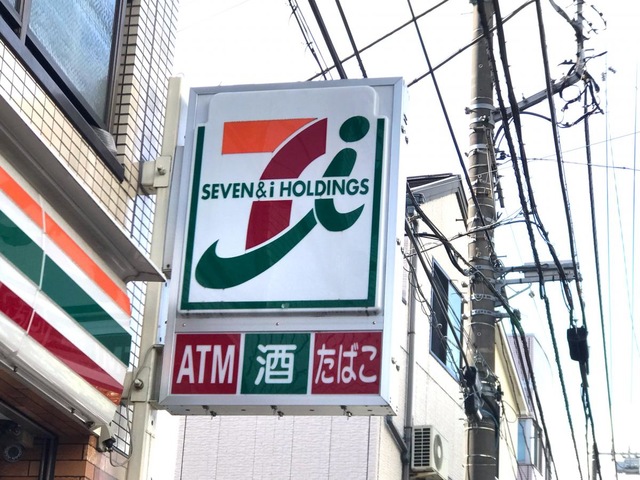 SEVEN & i HOLDINGS
ATM 酒 たばこ